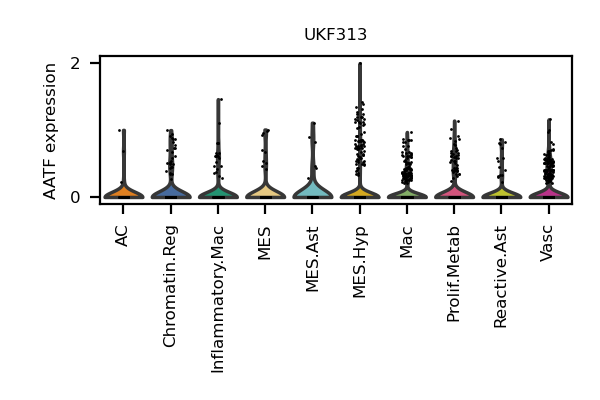 UKF313
AATF expression
2
0
AC
Chromatin.Reg
Inflammatory.Mac
MES
MES.Ast
MES.Hyp
Mac
Prolif.Metab
Reactive.Ast
Vasc